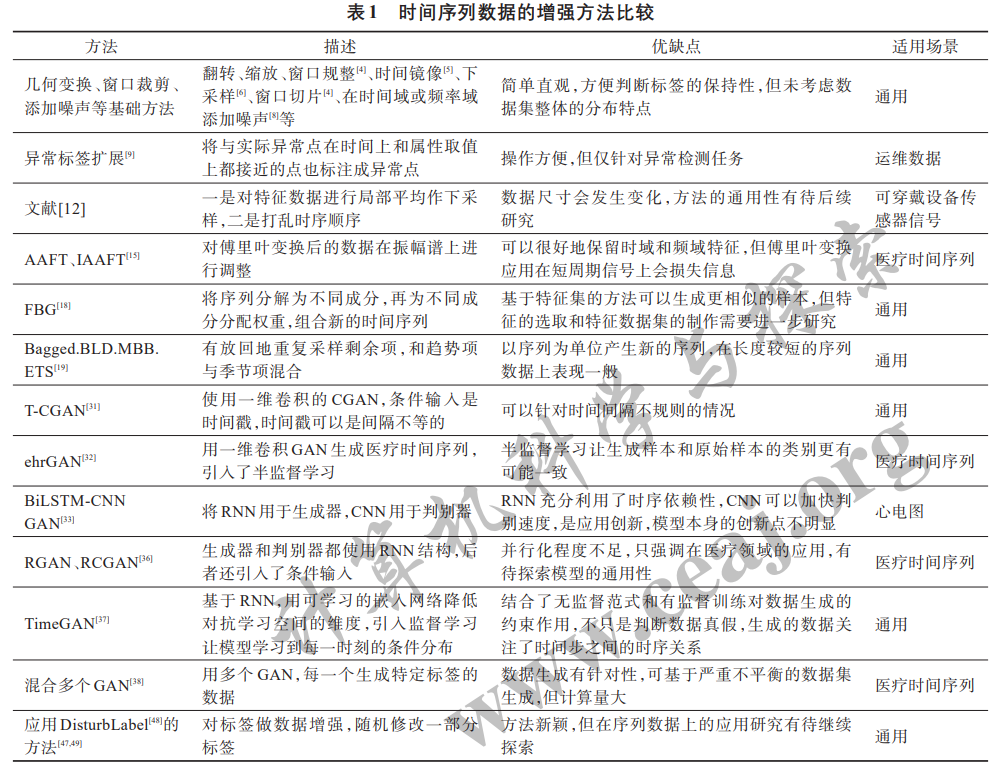 表1 时间序列数据的增强方法比较
方法 描述 优缺点 适用场景
几何变换、窗口裁剪、
添加噪声等基础方法
翻转、缩放、窗口规整[4]、时间镜像[5]、下
采样[6]、窗口切片[4]、在时间域或频率域
添加噪声[8]等
简单直观，方便判断标签的保持性，但未考虑数
据集整体的分布特点
通用
异常标签扩展[9]
将与实际异常点在时间上和属性取值
上都接近的点也标注成异常点
操作方便，但仅针对异常检测任务
运维数据
文献[12]
一是对特征数据进行局部平均作下采
样，二是打乱时序顺序
数据尺寸会发生变化，方法的通用性有待后续
研究
可穿戴设备传
感器信号
AAFT、IAAFT[15]
对傅里叶变换后的数据在振幅谱上进
行调整
可以很好地保留时域和频域特征，但傅里叶变换
应用在短周期信号上会损失信息
医疗时间序列
FBG[18]
将序列分解为不同成分，再为不同成
分分配权重，组合新的时间序列
基于特征集的方法可以生成更相似的样本，但特
征的选取和特征数据集的制作需要进一步研究
通用
Bagged.BLD.MBB.
ETS[19]
有放回地重复采样剩余项，和趋势项
与季节项混合
以序列为单位产生新的序列，在长度较短的序列
数据上表现一般
通用
T-CGAN[31]
使用一维卷积的CGAN，条件输入是
时间戳，时间戳可以是间隔不等的
可以针对时间间隔不规则的情况
通用
ehrGAN[32]
用一维卷积GAN生成医疗时间序列，
引入了半监督学习
半监督学习让生成样本和原始样本的类别更有
可能一致
医疗时间序列
BiLSTM-CNN
GAN[33]
将RNN用于生成器，CNN用于判别器
RNN充分利用了时序依赖性，CNN可以加快判
别速度，是应用创新，模型本身的创新点不明显
心电图
RGAN、RCGAN[36]
生成器和判别器都使用RNN结构，后
者还引入了条件输入
并行化程度不足，只强调在医疗领域的应用，有
待探索模型的通用性
医疗时间序列
TimeGAN[37]
基于RNN，用可学习的嵌入网络降低
对抗学习空间的维度，引入监督学习
让模型学习到每一时刻的条件分布
结合了无监督范式和有监督训练对数据生成的
约束作用，不只是判断数据真假，生成的数据关
注了时间步之间的时序关系
通用
混合多个GAN[38]
用多个GAN，每一个生成特定标签的
数据
数据生成有针对性，可基于严重不平衡的数据集
生成，但计算量大
医疗时间序列
应用DisturbLabel[48]的
方法[47,49]
对标签做数据增强，随机修改一部分
标签
方法新颖，但在序列数据上的应用研究有待继续
探索
通用
计算机科学与探索
www.ceaj.org